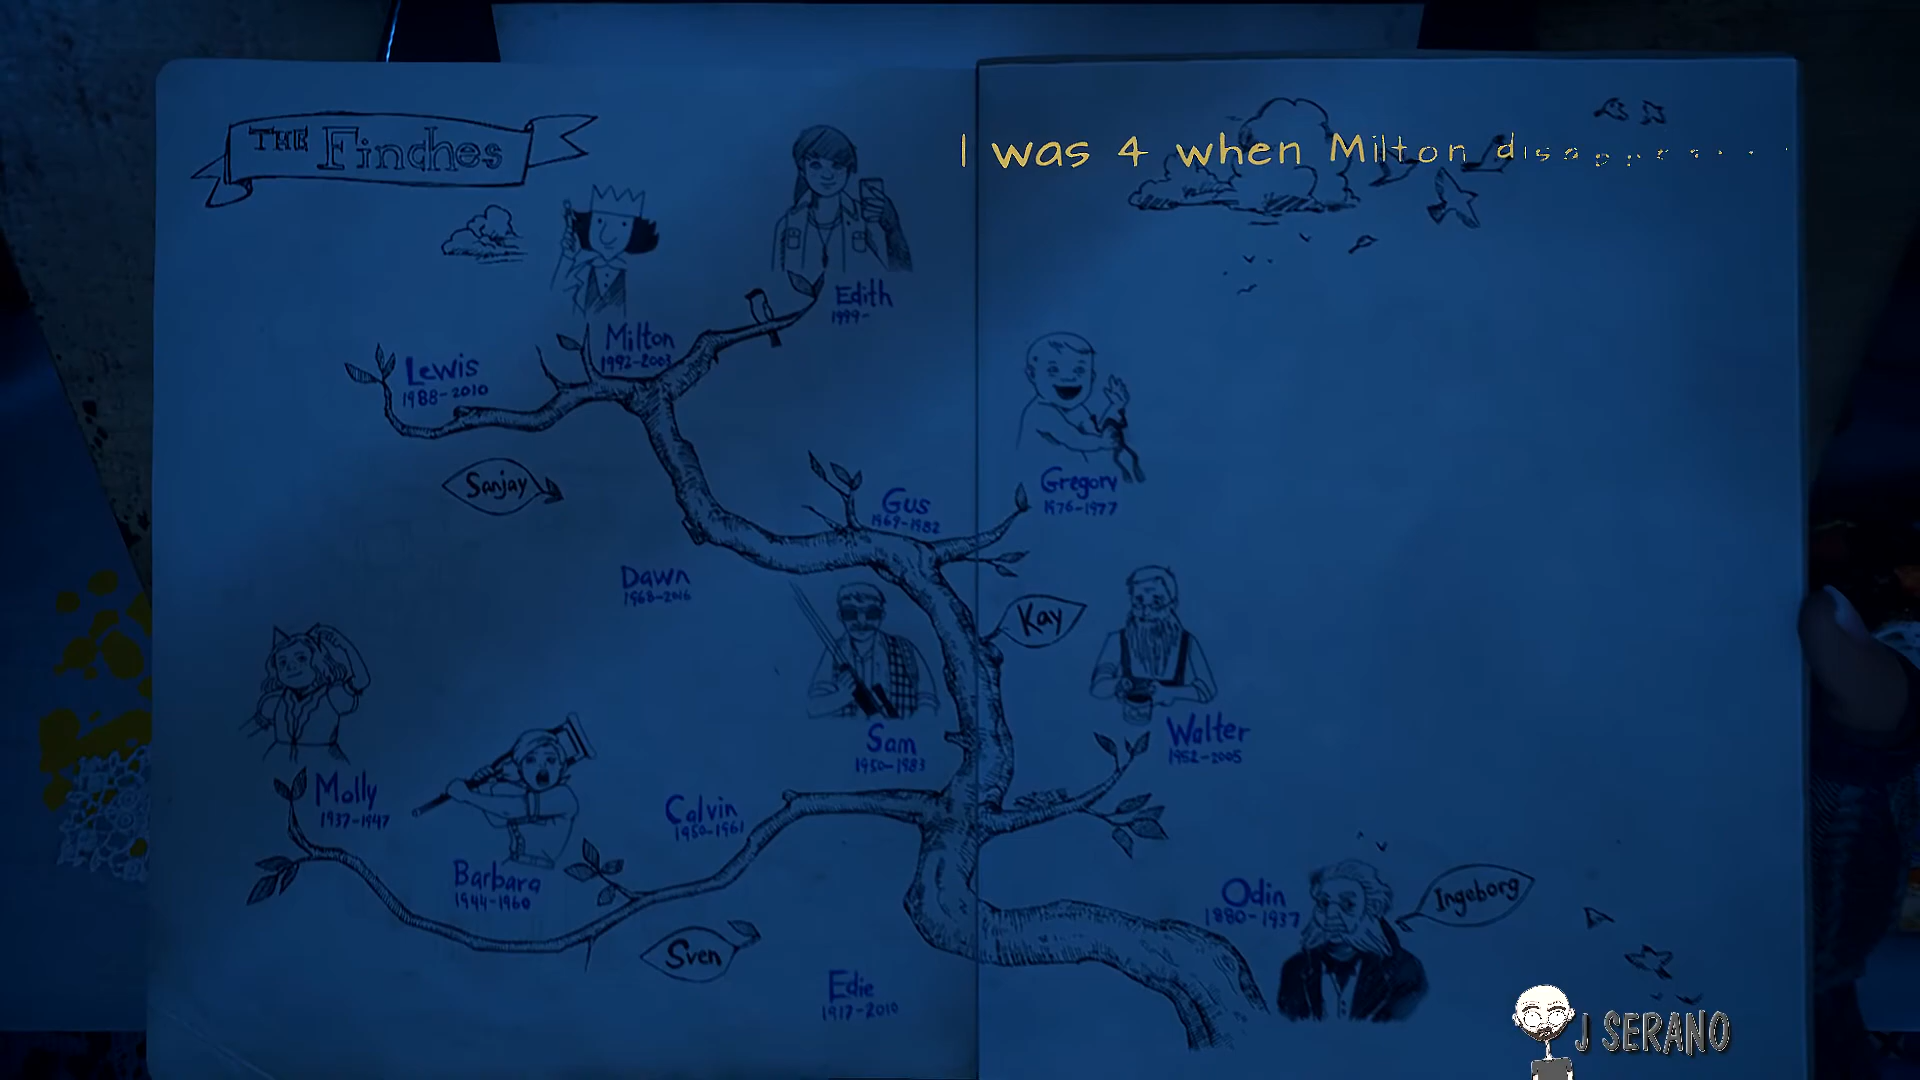 THE Finches
I was 4 when Milton disappe
Edith
1999-
Milton
1992-2003
Lewis
1988-2010
Sanjay
Gregory
1976-1977
Gus
1969-1982
Dawn
1968-2016
Kay
Sam
1950-1983
Walter
1952-2005
Molly
1937-1947
Calvin
1950-1961
Barbara
1944-1960
Odin
1880-1937
Ingeborg
Sven
Edie
1917-2010
J SERANO